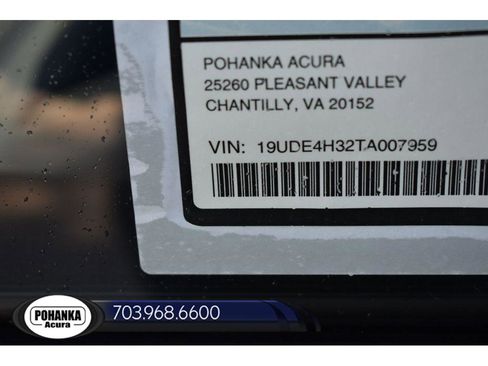 POHANKA ACURA
25260 PLEASANT VALLEY
CHANTILLY, VA 20152
VIN: 19UDE4H32TA007959
POHANKA
Acura
703.968.6600